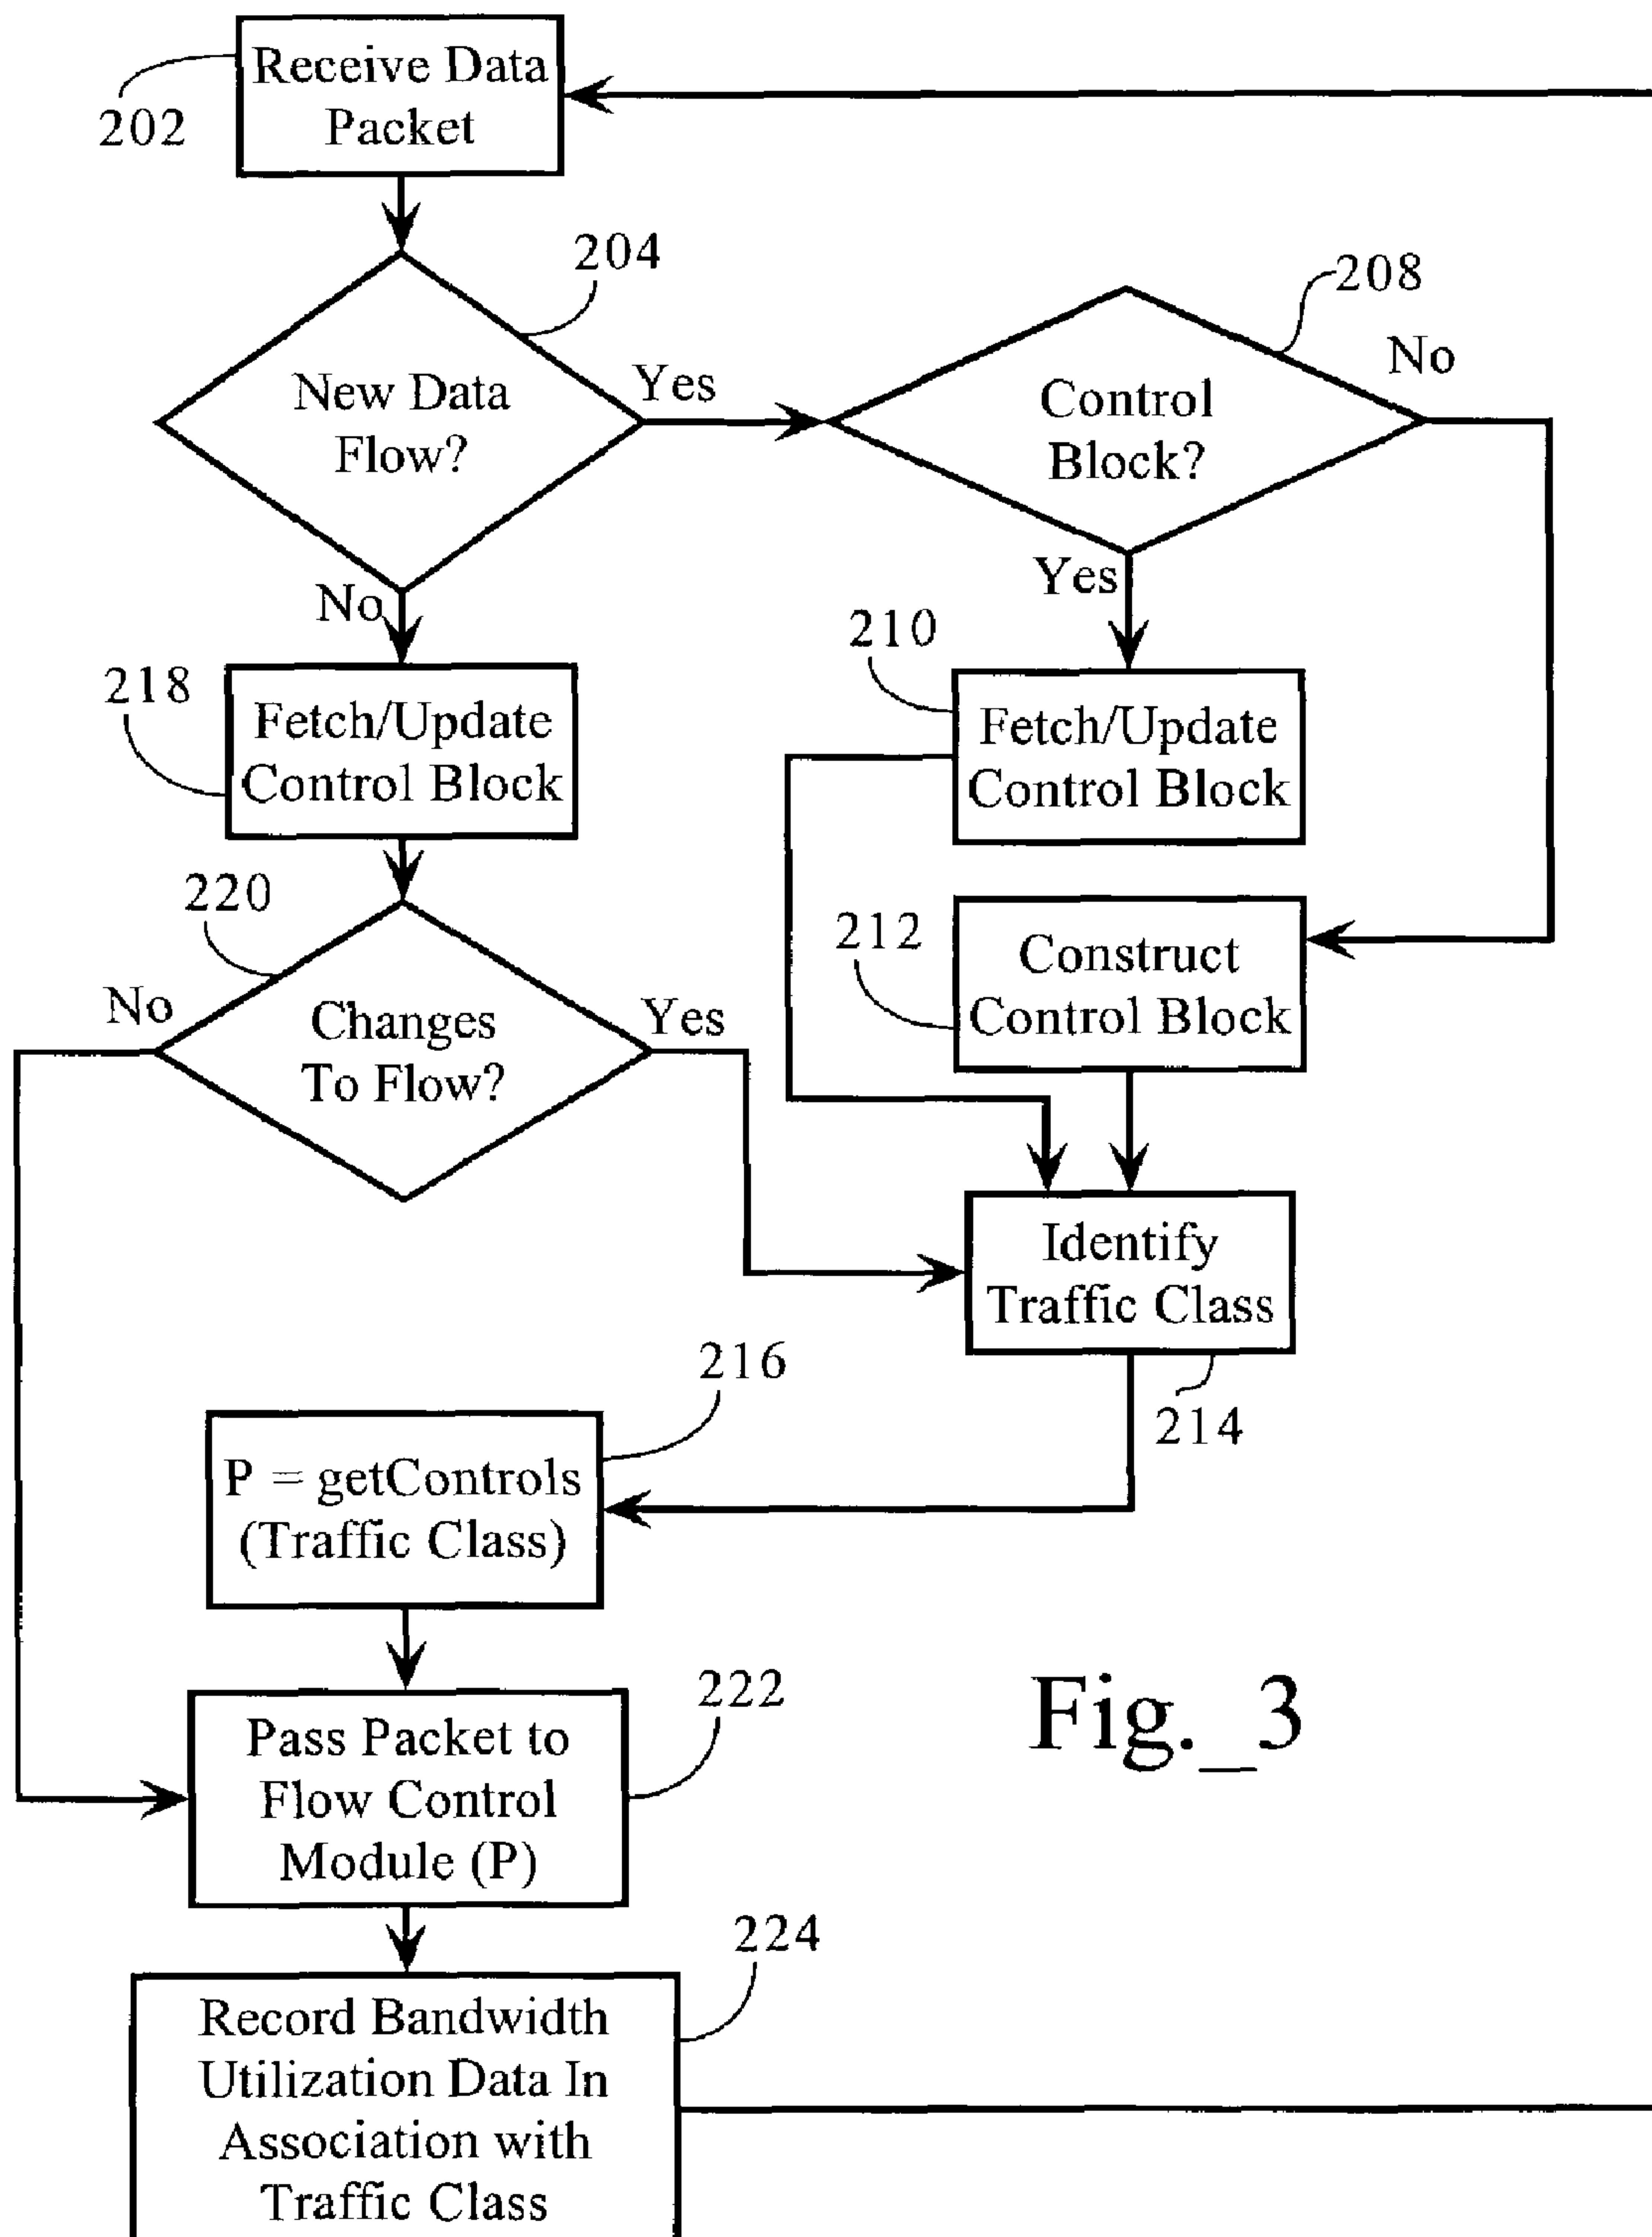 Receive Data
Packet
202
204
New Data
Flow?
Yes
No
208
Control
Block?
No
Yes
218
Fetch/Update
Control Block
210
Fetch/Update
Control Block
220
Changes
To Flow?
No
Yes
212
Construct
Control Block
Identify
Traffic Class
214
216
P = getControls
(Traffic Class)
222
Pass Packet to
Flow Control
Module (P)
Fig._3
224
Record Bandwidth
Utilization Data In
Association with
Traffic Class